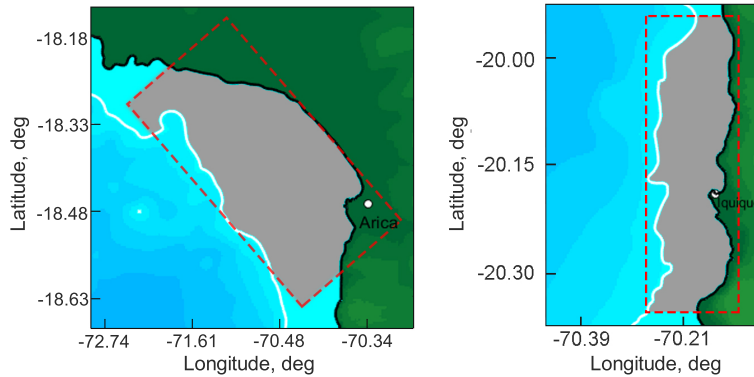 -18.18
-18.33
-18.48
-18.63
Latitude, deg
Arica
-72.74 -71.61 -70.48 -70.34
Longitude, deg
-20.00
-20.15
-20.30
Latitude, deg
Iquiqu
-70.39 -70.21
Longitude, deg